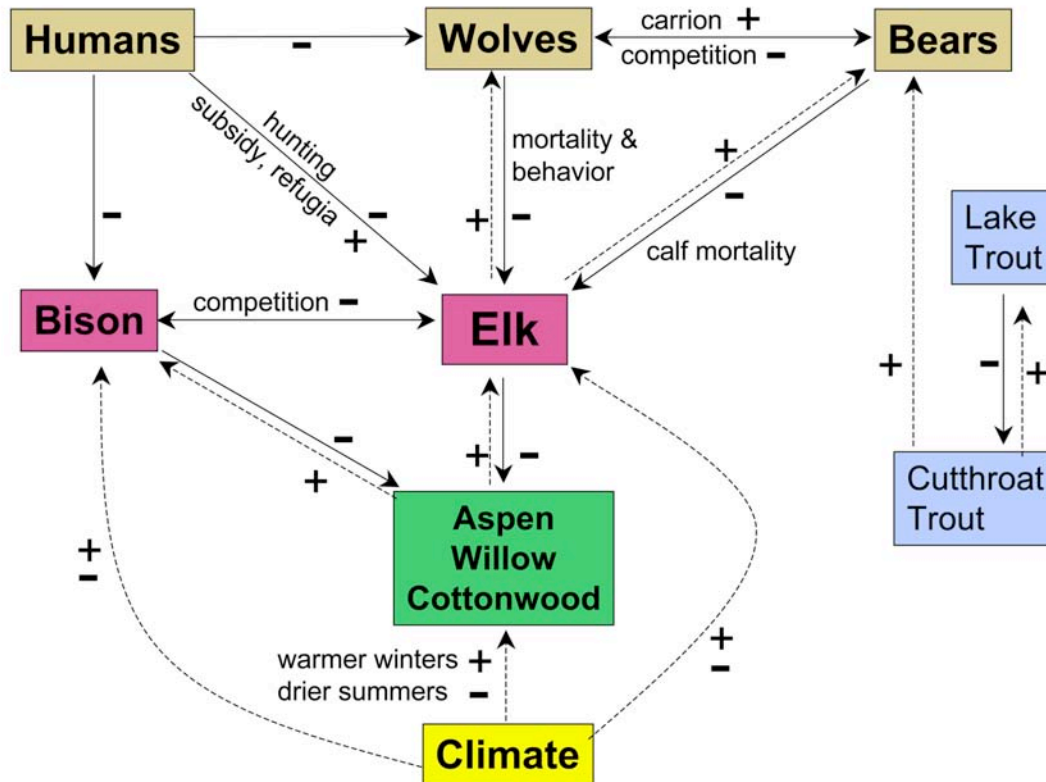 Humans
Wolves
Bears
carrion +
competition -
-
hunting
subsidy, refugia
-
+
mortality &
behavior
+
-
+
-
calf mortality
-
Lake
Trout
Bison
competition -
Elk
+
-
+
Cutthroat
Trout
-
+
+
-
Aspen
Willow
Cottonwood
+
-
+
-
warmer winters +
drier summers -
Climate